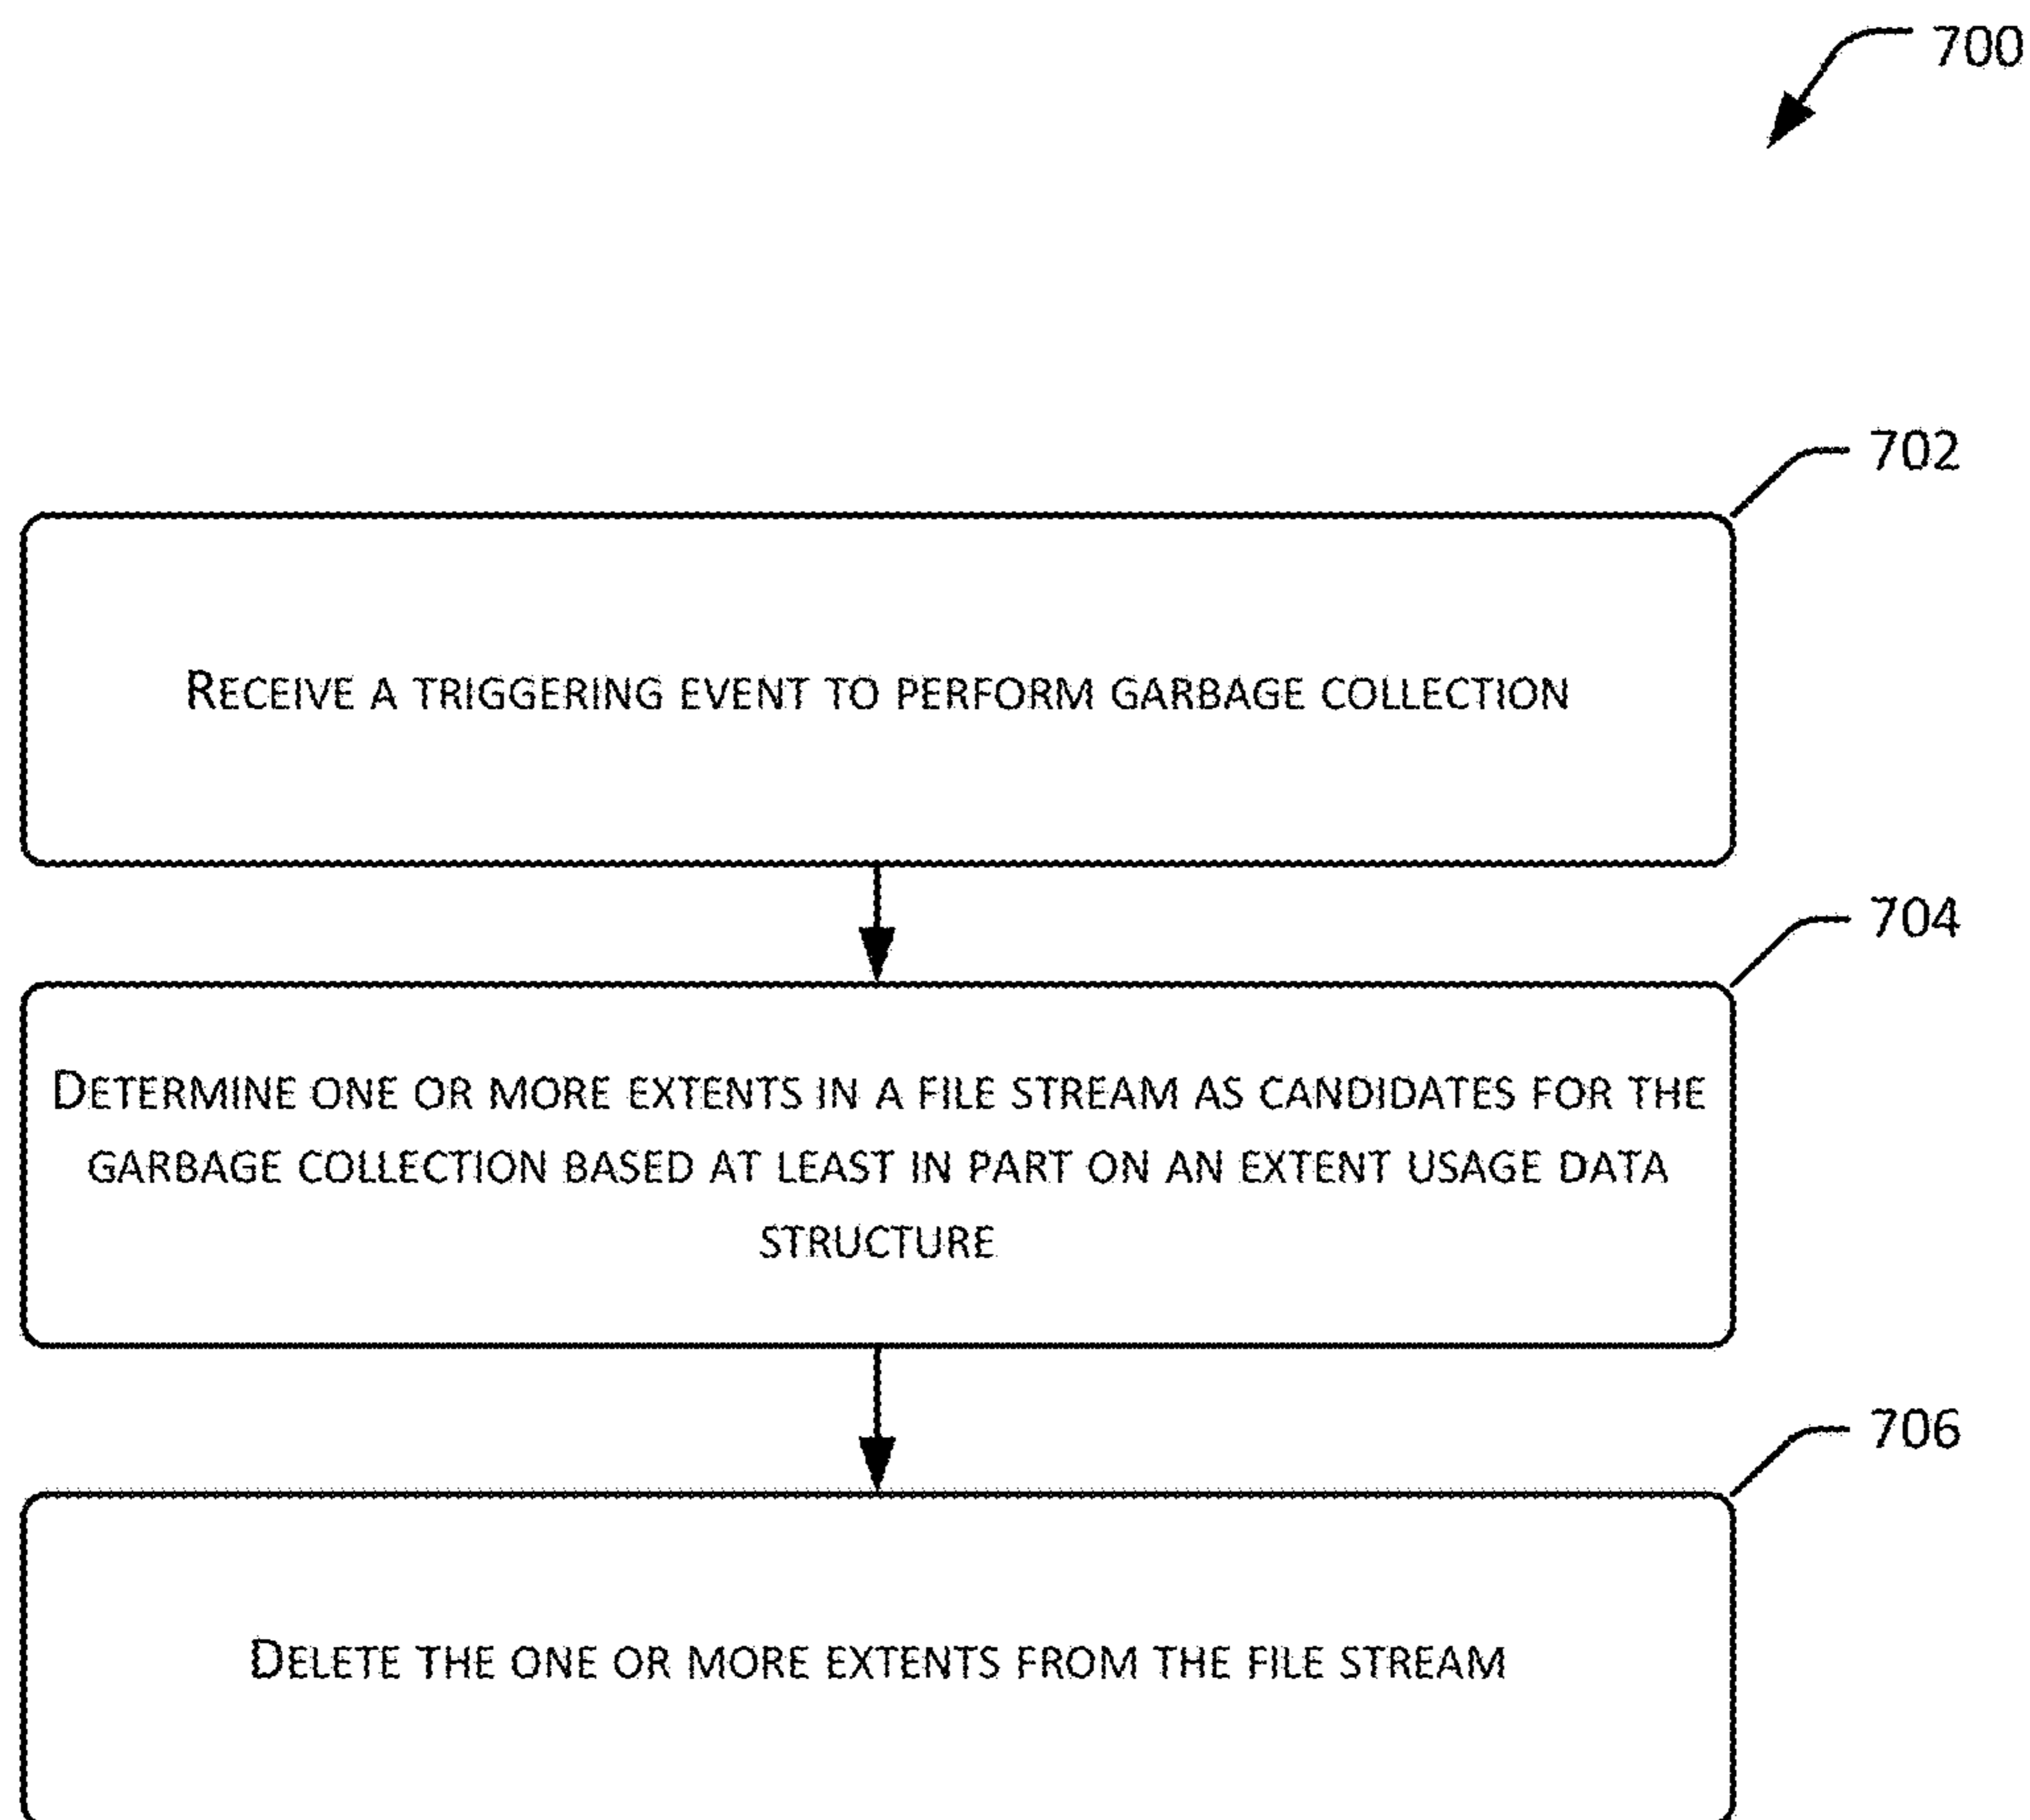 700
702
RECEIVE A TRIGGERING EVENT TO PERFORM GARBAGE COLLECTION
704
DETERMINE ONE OR MORE EXTENTS IN A FILE STREAM AS CANDIDATES FOR THE
GARBAGE COLLECTION BASED AT LEAST IN PART ON AN EXTENT USAGE DATA
STRUCTURE
706
DELETE THE ONE OR MORE EXTENTS FROM THE FILE STREAM